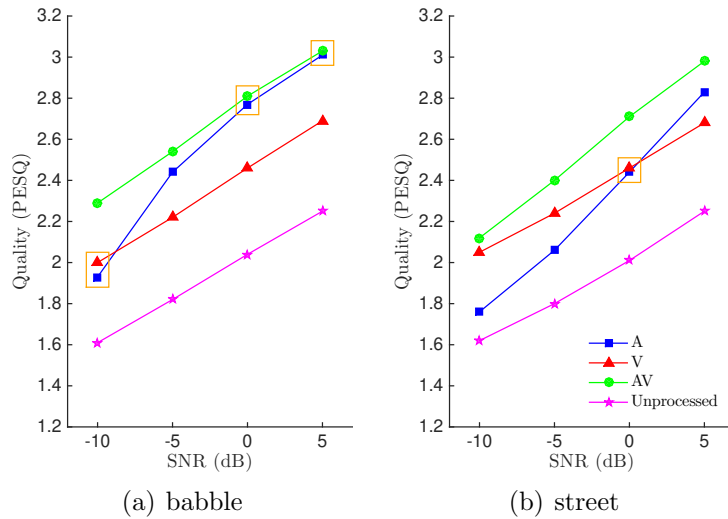 3.2
3
2.8
2.6
2.4
2.2
2
1.8
1.6
1.4
1.2
Quality (PESQ)
-10 -5 0 5
SNR (dB)
(a) babble
3.2
3
2.8
2.6
2.4
2.2
2
1.8
1.6
1.4
1.2
Quality (PESQ)
A
V
AV
Unprocessed
-10 -5 0 5
SNR (dB)
(b) street